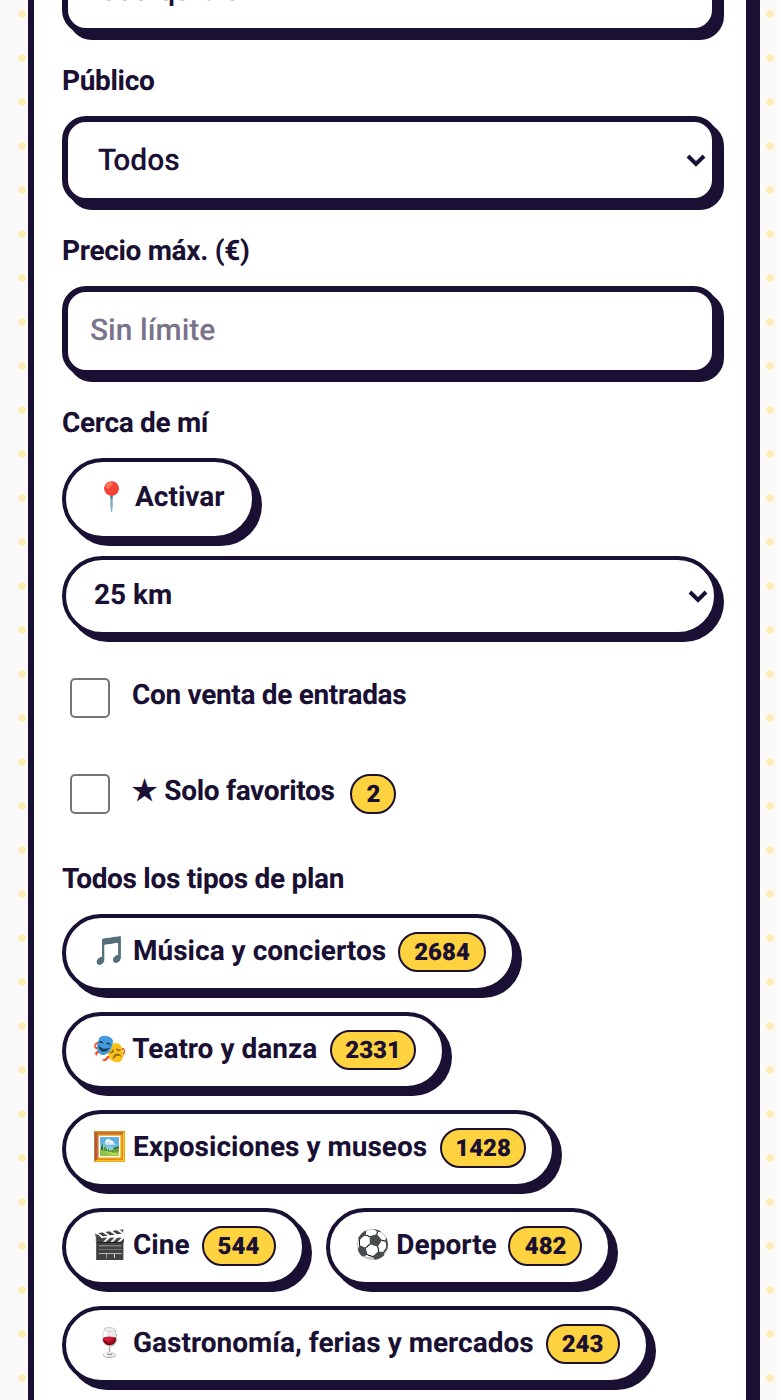 Público
Todos
Precio máx. (€)
Sin límite
Cerca de mí
📍 Activar
25 km
Con venta de entradas
★ Solo favoritos 2
Todos los tipos de plan
🎵 Música y conciertos 2684
🎭 Teatro y danza 2331
🖼️ Exposiciones y museos 1428
🎬 Cine 544 ⚽ Deporte 482
🍷 Gastronomía, ferias y mercados 243